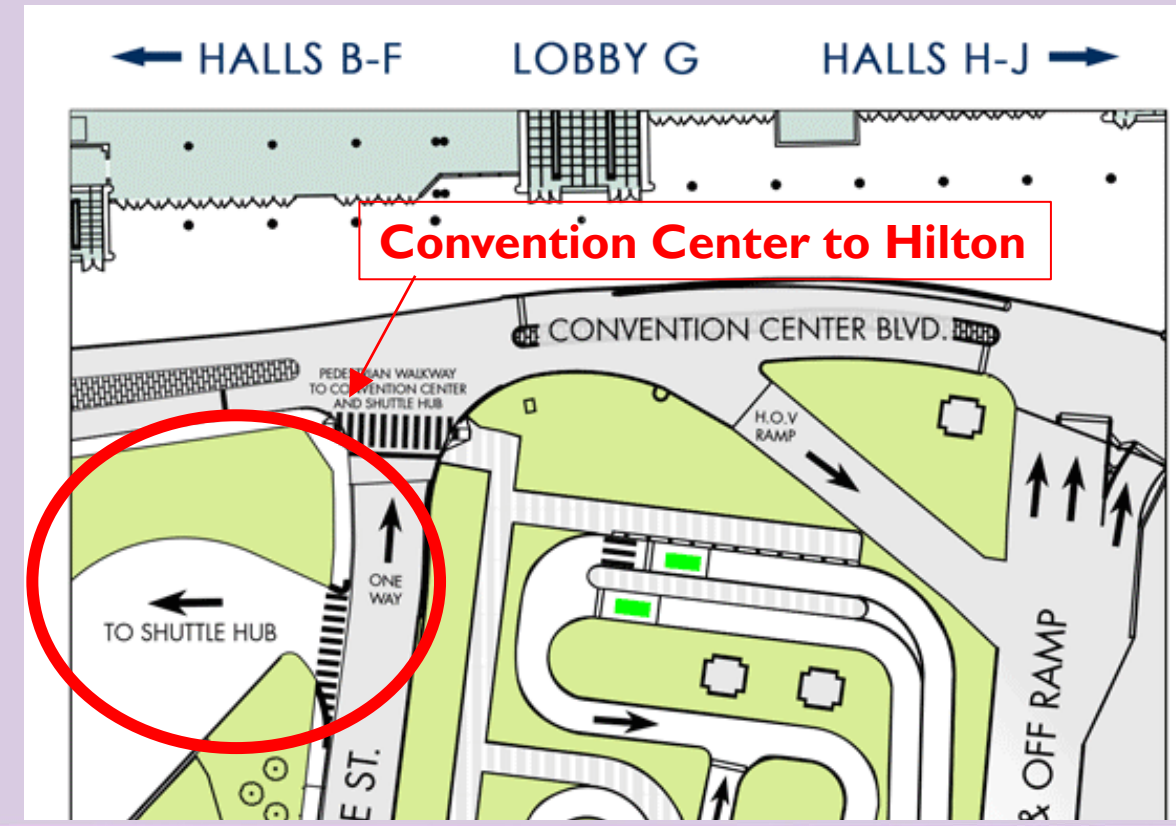 HALLS B-F LOBBY G HALLS H-J
Convention Center to Hilton
CONVENTION CENTER BLVD.
PEDESTRIAN WALKWAY
TO CONVENTION CENTER
AND SHUTTLE HUB
H.O.V
RAMP
ONE
WAY
TO SHUTTLE HUB
E ST.
& OFF RAMP